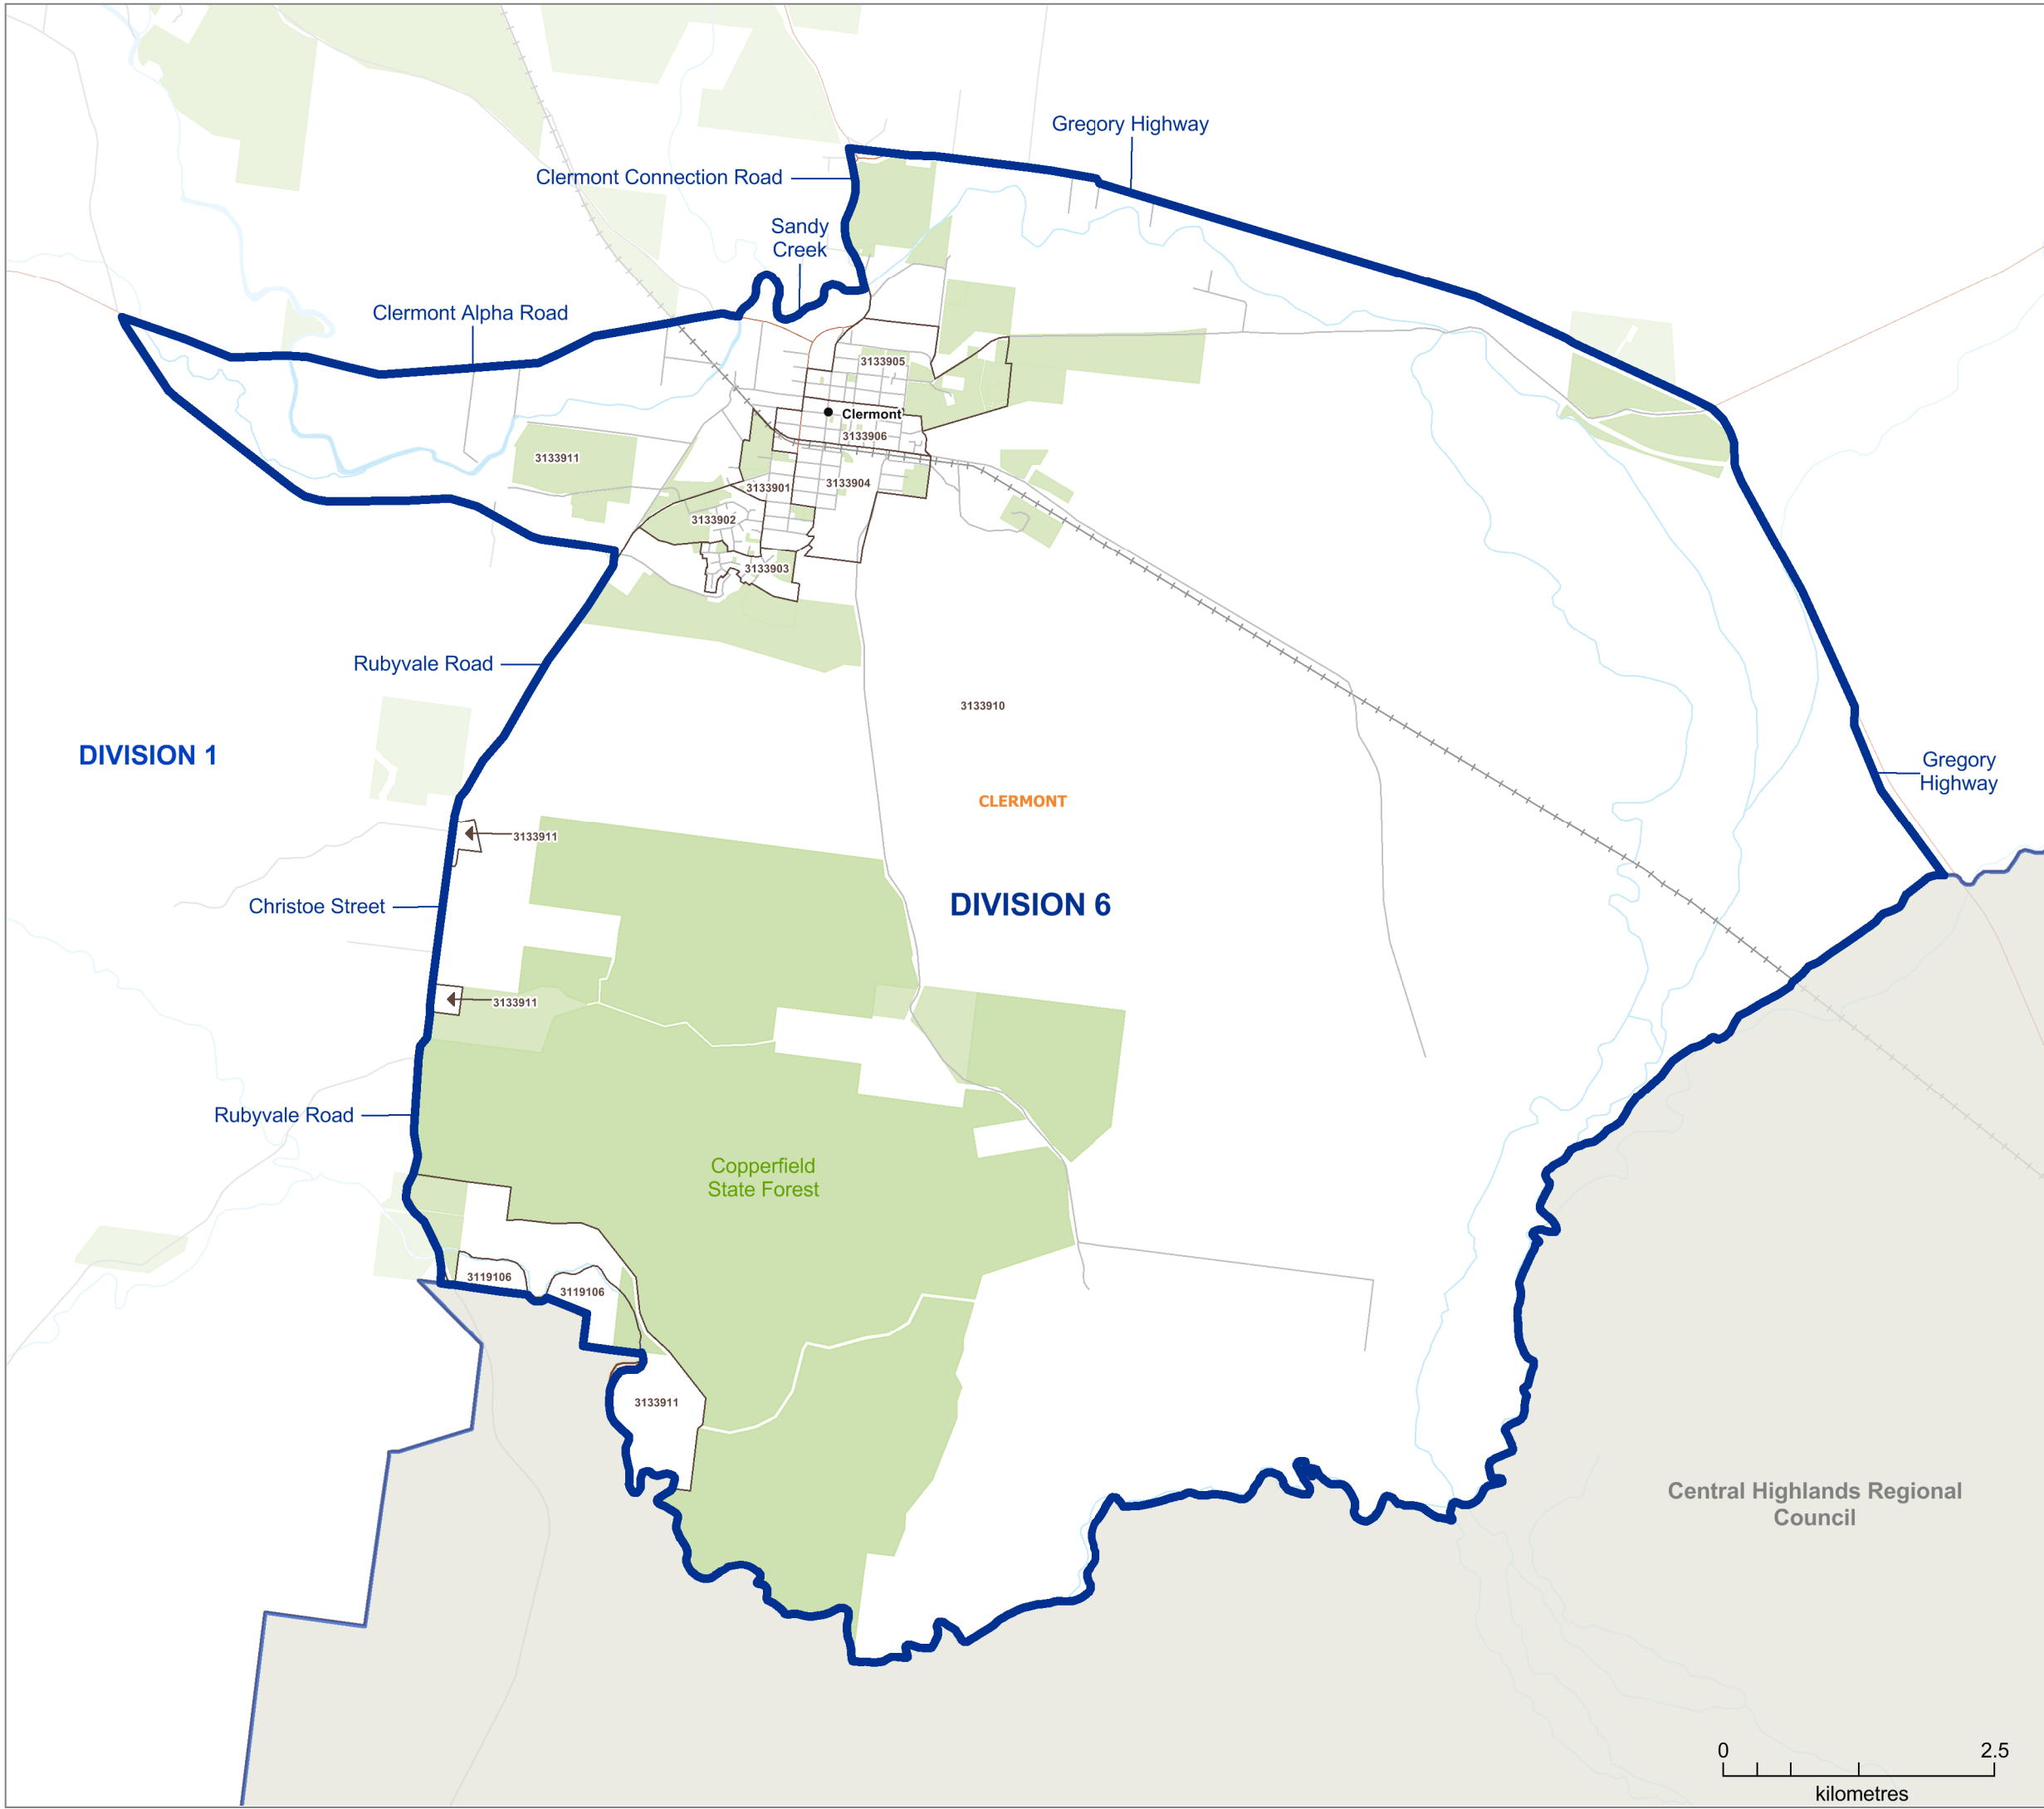 Gregory Highway
Clermont Connection Road
Sandy
Creek
Clermont Alpha Road
3133905
Clermont
3133906
3133911
3133901
3133904
3133902
3133903
Rubyvale Road
3133910
DIVISION 1
Gregory
Highway
CLERMONT
3133911
Christoe Street
DIVISION 6
3133911
Rubyvale Road
Copperfield
State Forest
3119106
3119106
3133911
Central Highlands Regional
Council
0 2.5
kilometres